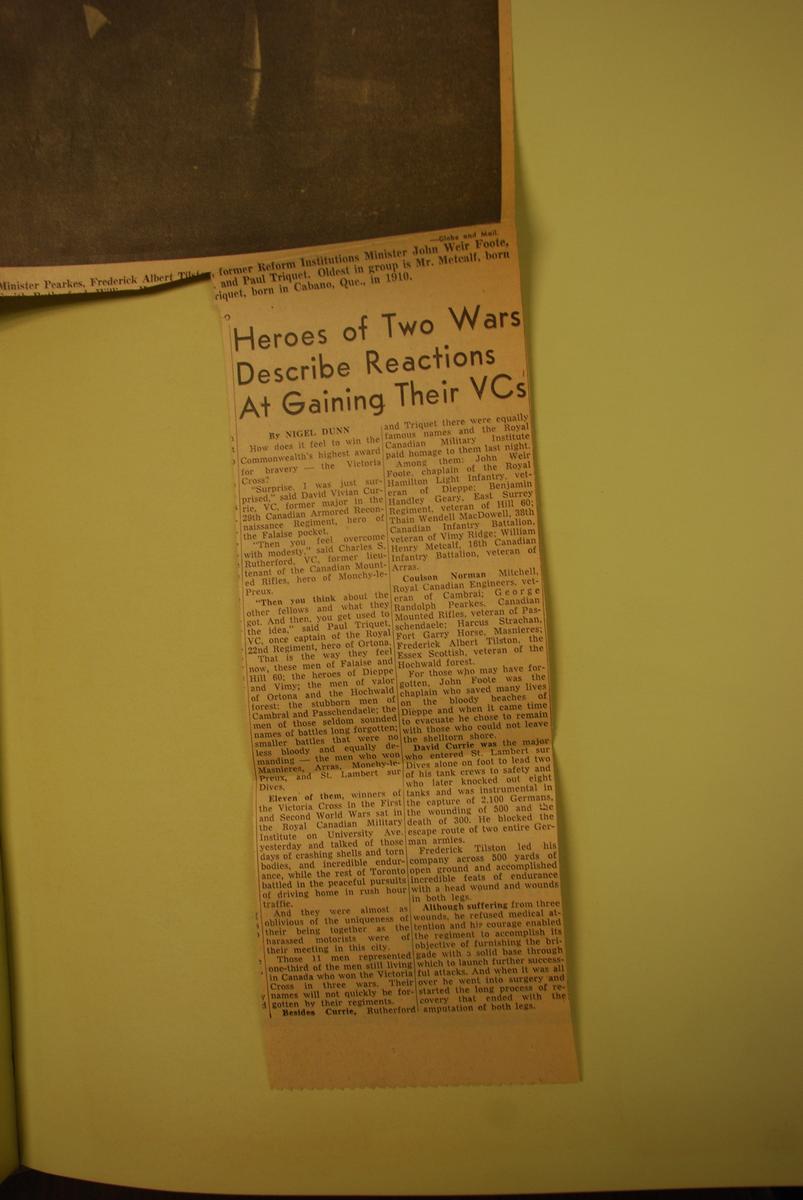 —Globe and Mail.
Minister Pearkes, Frederick Albert Tilston, former Reform Institutions Minister John Weir Foote,
and Paul Triquet. Oldest in group is Mr. Metcalf, born
riquet, born in Cabano, Que., in 1910.
Heroes of Two Wars
Describe Reactions
At Gaining Their VCs
By NIGEL DUNN
How does it feel to win the
Commonwealth's highest award
for bravery — the Victoria
Cross?
"Surprise. I was just sur-
prised," said David Vivian Cur-
rie, VC, former major in the
29th Canadian Armored Recon-
naissance Regiment, hero of
the Falaise pocket.
"Then you feel overcome
with modesty," said Charles S.
Rutherford, VC, former lieu-
tenant of the Canadian Mount-
ed Rifles, hero of Monchy-le-
Preux.
"Then you think about the
other fellows and what they
got. And then, you get used to
the idea," said Paul Triquet,
VC, once captain of the Royal
22nd Regiment, hero of Ortona.
That is the way they feel
now, these men of Falaise and
Hill 60; the heroes of Dieppe
and Vimy; the men of valor
of Ortona and the Hochwald
forest; the stubborn men of
Cambrai and Passchendaele; the
men of those seldom sounded
names of battles long forgotten;
smaller battles that were no
less bloody and equally de-
manding — the men who won
Masnieres, Arras, Monchy-le-
Preux, and St. Lambert sur
Dives.
Eleven of them, winners of
the Victoria Cross in the First
and Second World Wars sat in
the Royal Canadian Military
Institute on University Ave.
yesterday and talked of those
days of crashing shells and torn
bodies, and incredible endur-
ance, while the rest of Toronto
battled in the peaceful pursuits
of driving home in rush hour
traffic.
And they were almost as
oblivious of the uniqueness of
their being together as the
harassed motorists were of
their meeting in this city.
Those 11 men represented
one-third of the men still living
in Canada who won the Victoria
Cross in three wars. Their
names will not quickly be for-
gotten by their regiments.
Besides Currie, Rutherford
and Triquet there were equally
famous names and the Royal
Canadian Military Institute
paid homage to them last night.
Among them: John Weir
Foote, chaplain of the Royal
Hamilton Light Infantry, vet-
eran of Dieppe; Benjamin
Handley Geary, East Surrey
Regiment, veteran of Hill 60;
Thain Wendell MacDowell, 38th
Canadian Infantry Battalion,
veteran of Vimy Ridge; William
Henry Metcalf, 16th Canadian
Infantry Battalion, veteran of
Arras.
Coulson Norman Mitchell,
Royal Canadian Engineers, vet-
eran of Cambrai; George
Randolph Pearkes, Canadian
Mounted Rifles, veteran of Pas-
schendaele; Harcus Strachan,
Fort Garry Horse, Masnieres;
Frederick Albert Tilston, the
Essex Scottish, veteran of the
Hochwald forest.
For those who may have for-
gotten, John Foote was the
chaplain who saved many lives
on the bloody beaches of
Dieppe and when it came time
to evacuate he chose to remain
with those who could not leave
the shelltorn shore.
David Currie was the major
who entered St. Lambert sur
Dives alone on foot to lead two
of his tank crews to safety and
who later knocked out eight
tanks and was instrumental in
the capture of 2,100 Germans,
the wounding of 500 and the
death of 300. He blocked the
escape route of two entire Ger-
man armies.
Frederick Tilston led his
company across 500 yards of
open ground and accomplished
incredible feats of endurance
with a head wound and wounds
in both legs.
Although suffering from three
wounds, he refused medical at-
tention and his courage enabled
the regiment to accomplish its
objective of furnishing the bri-
gade with a solid base through
which to launch further success-
ful attacks. And when it was all
over he went into surgery and
started the long process of re-
covery that ended with the
amputation of both legs.